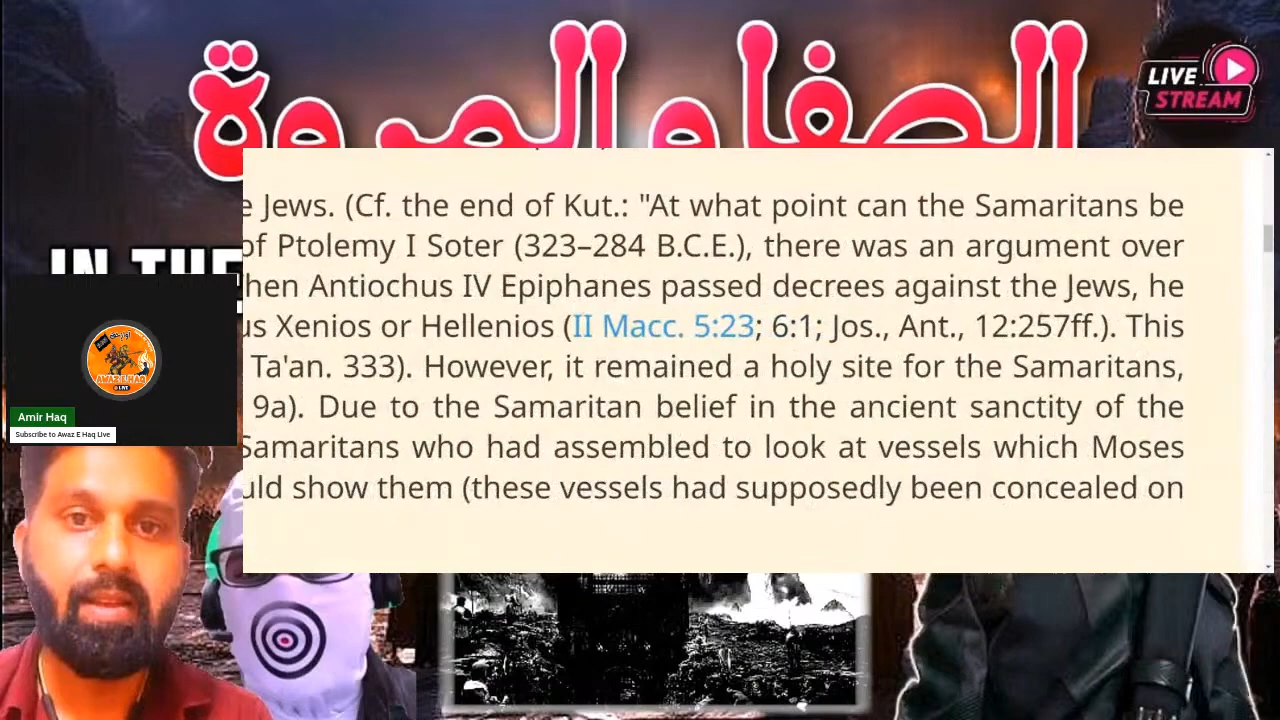 الصفا والمروة
LIVE
STREAM
IN THE
e Jews. (Cf. the end of Kut.: "At what point can the Samaritans be
of Ptolemy I Soter (323–284 B.C.E.), there was an argument over
hen Antiochus IV Epiphanes passed decrees against the Jews, he
us Xenios or Hellenios (II Macc. 5:23; 6:1; Jos., Ant., 12:257ff.). This
Ta'an. 333). However, it remained a holy site for the Samaritans,
9a). Due to the Samaritan belief in the ancient sanctity of the
Samaritans who had assembled to look at vessels which Moses
uld show them (these vessels had supposedly been concealed on
AWAZ E HAQ
LIVE
Amir Haq
Subscribe to Awaz E Haq Live